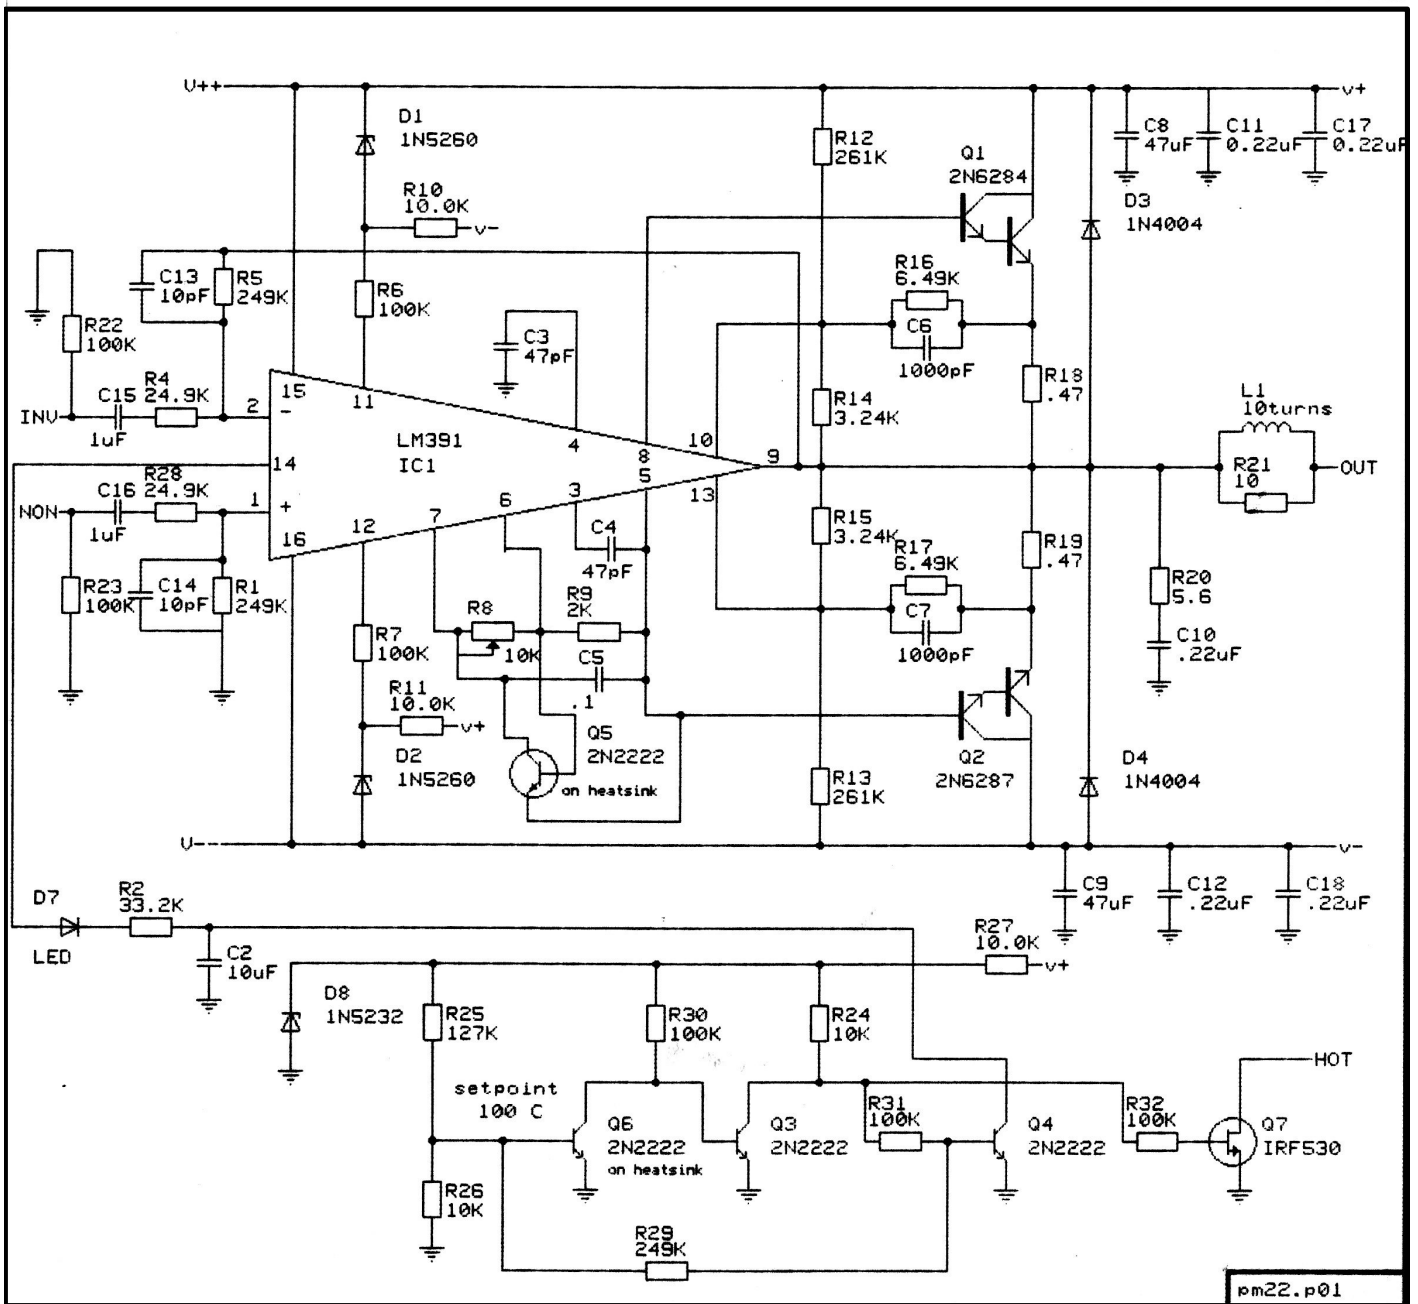 V++
v+
D1
1N5260
R12
261K
C8
47uF
C11
0.22uF
C17
0.22uF
Q1
2N6284
R10
10.0K
v-
D3
1N4004
C13
10pF
R5
249K
R6
100K
R16
6.49K
C6
1000pF
R22
100K
C3
47pF
R18
.47
L1
10turns
C15
1uF
R4
24.9K
INV
2
-
15
11
4
8
10
R14
3.24K
LM391
IC1
9
R21
10
OUT
14
R28
24.9K
C16
1uF
NON
1
+
16
12
7
6
3
5
13
R15
3.24K
C4
47pF
R17
6.49K
C7
1000pF
R19
.47
R23
100K
C14
10pF
R1
249K
R8
10K
R9
2K
R20
5.6
R7
100K
C5
.1
C10
.22uF
R11
10.0K
v+
D2
1N5260
Q5
2N2222
on heatsink
R13
261K
Q2
2N6287
D4
1N4004
V---
v-
D7
LED
R2
33.2K
C9
47uF
C12
.22uF
C18
.22uF
C2
10uF
R27
10.0K
v+
D8
1N5232
R25
127K
R30
100K
R24
10K
setpoint
100 C
HOT
R31
100K
R32
100K
Q6
2N2222
on heatsink
Q3
2N2222
Q4
2N2222
Q7
IRF530
R26
10K
R29
249K
pm22.p01